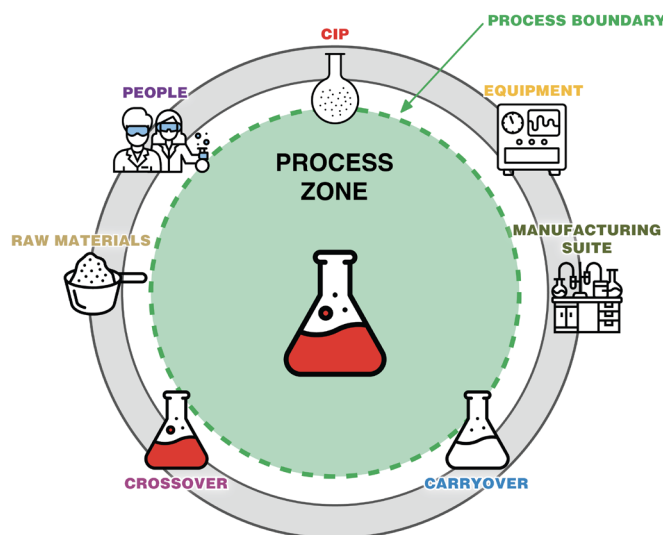 PROCESS BOUNDARY
CIP
PEOPLE
EQUIPMENT
PROCESS
ZONE
RAW MATERIALS
MANUFACTURING
SUITE
CROSSOVER
CARRYOVER